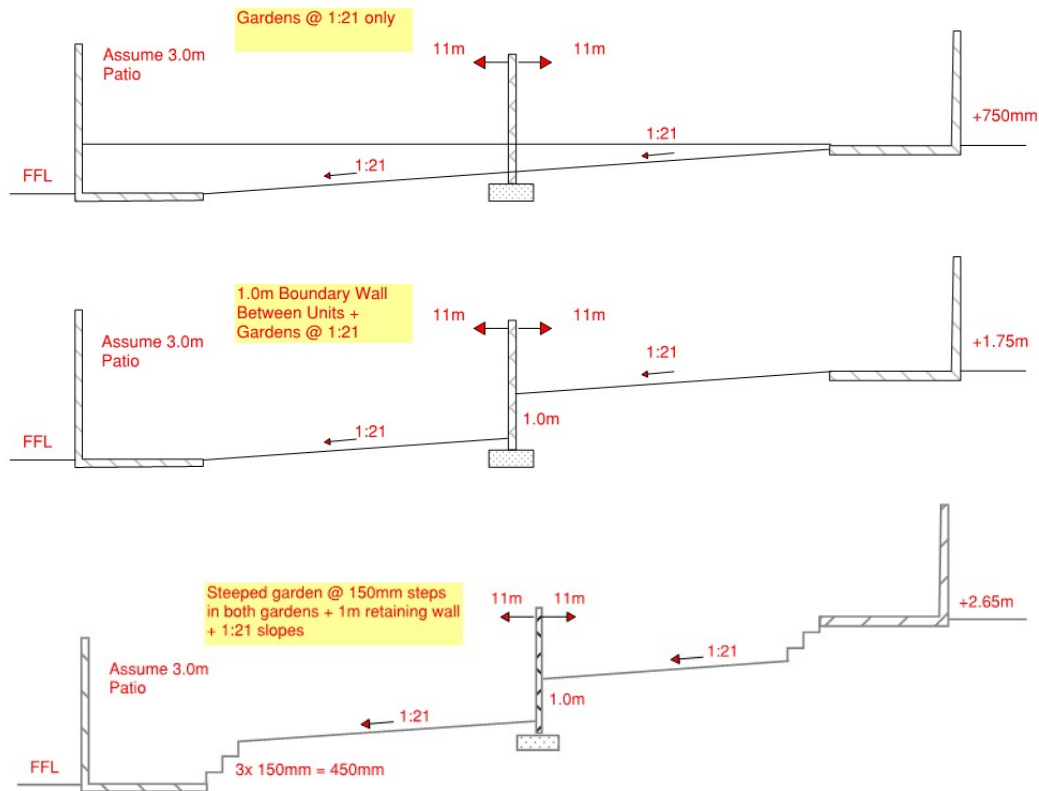 Gardens @ 1:21 only
Assume 3.0m
Patio
11m
11m
+750mm
1:21
1:21
FFL
1.0m Boundary Wall
Between Units +
Gardens @ 1:21
Assume 3.0m
Patio
11m
11m
+1.75m
1:21
1.0m
1:21
FFL
Steeped garden @ 150mm steps
in both gardens + 1m retaining wall
+ 1:21 slopes
11m
11m
+2.65m
Assume 3.0m
Patio
1:21
1.0m
1:21
FFL
3x 150mm = 450mm